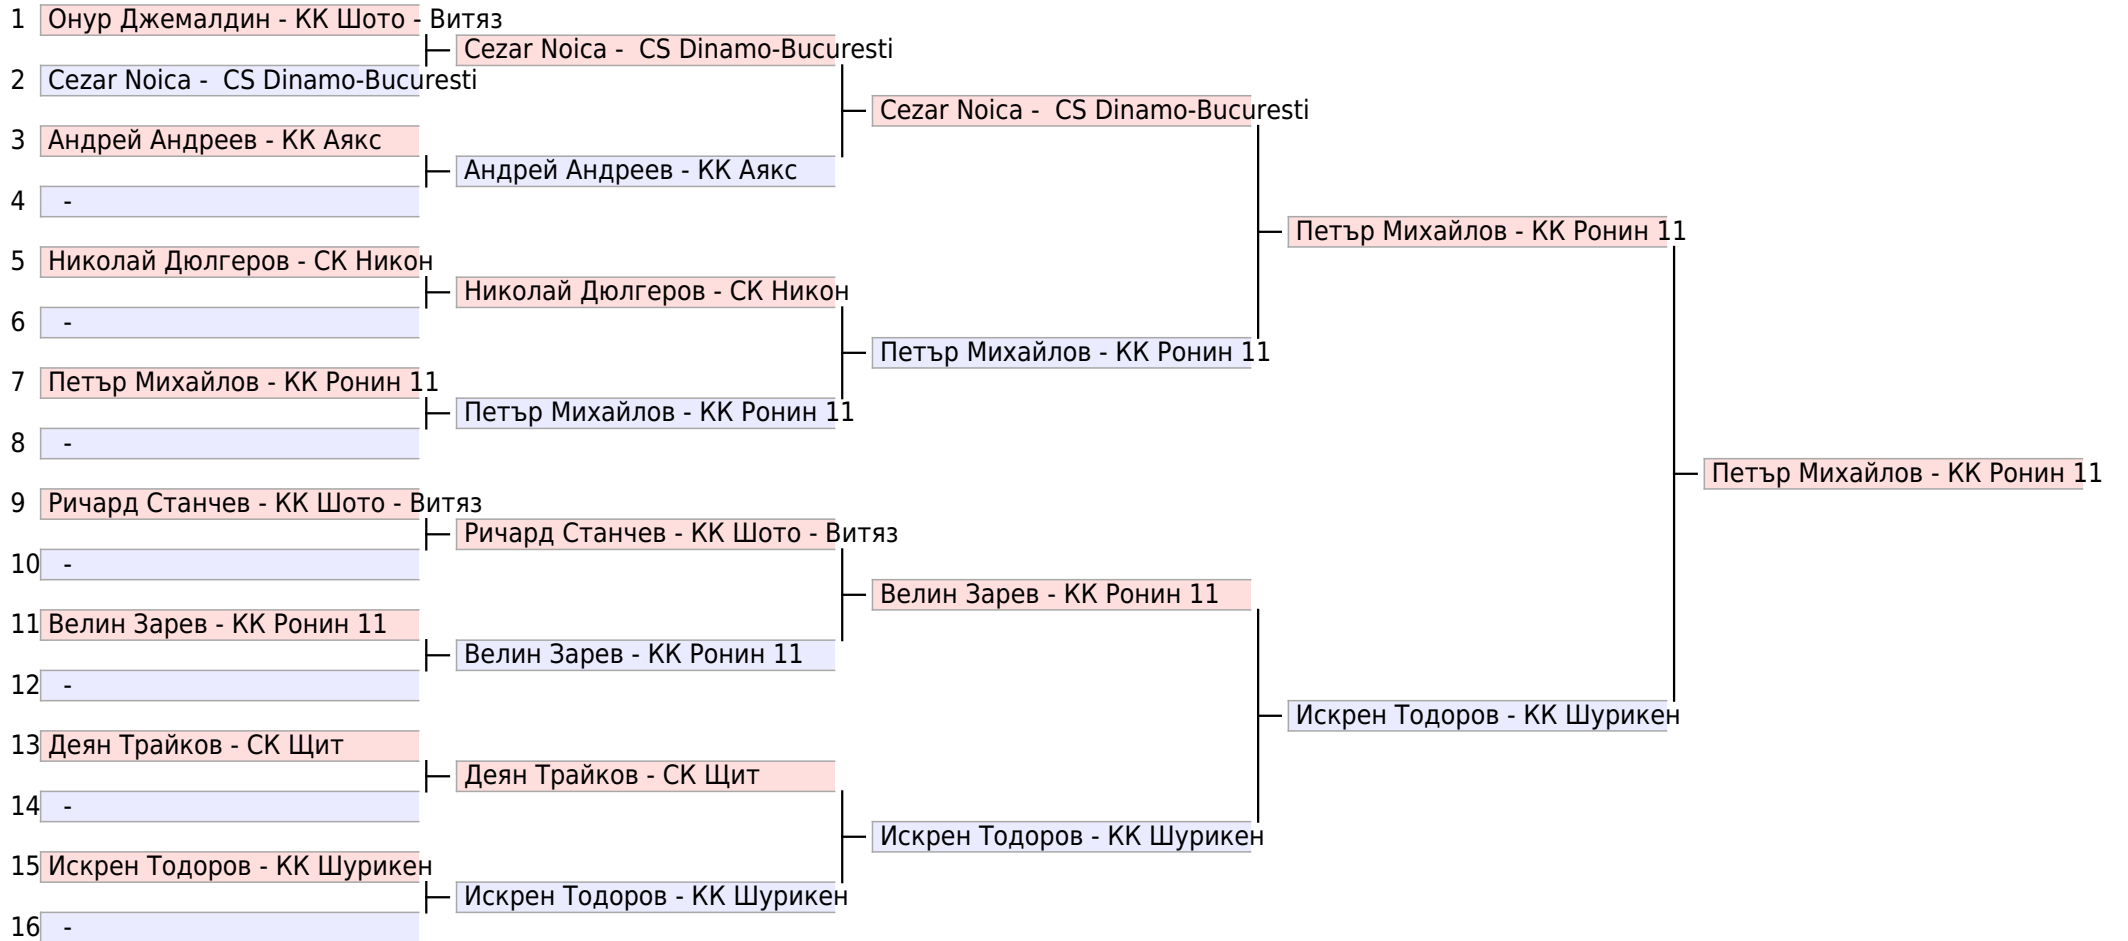 1 Онур Джемалдин - КК Шото - Витяз
Cezar Noica -  CS Dinamo-Bucuresti
2 Cezar Noica -  CS Dinamo-Bucuresti
Cezar Noica -  CS Dinamo-Bucuresti
3 Андрей Андреев - КК Аякс
Андрей Андреев - КК Аякс
4 -
Петър Михайлов - КК Ронин 11
5 Николай Дюлгеров - СК Никон
Николай Дюлгеров - СК Никон
6 -
Петър Михайлов - КК Ронин 11
7 Петър Михайлов - КК Ронин 11
Петър Михайлов - КК Ронин 11
8 -
Петър Михайлов - КК Ронин 11
9 Ричард Станчев - КК Шото - Витяз
Ричард Станчев - КК Шото - Витяз
10 -
Велин Зарев - КК Ронин 11
11 Велин Зарев - КК Ронин 11
Велин Зарев - КК Ронин 11
12 -
Искрен Тодоров - КК Шурикен
13 Деян Трайков - СК Щит
Деян Трайков - СК Щит
14 -
Искрен Тодоров - КК Шурикен
15 Искрен Тодоров - КК Шурикен
Искрен Тодоров - КК Шурикен
16 -